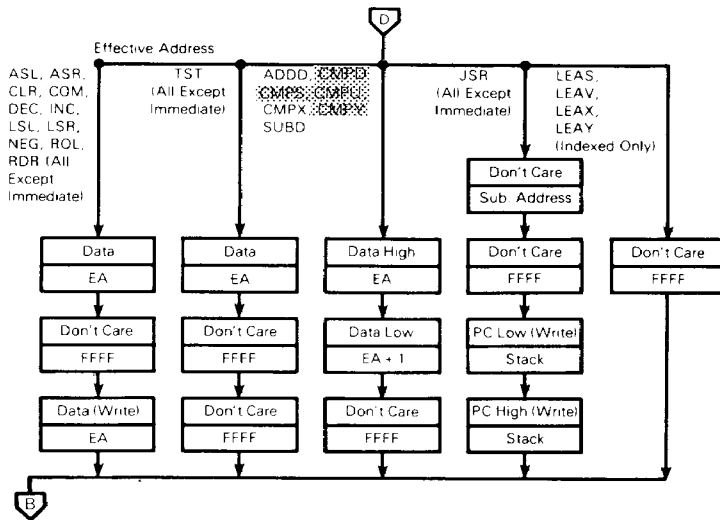 D
Effective Address
ASL, ASR,
CLR, COM,
DEC, INC,
LSL, LSR,
NEG, ROL,
RDR (All
Except
Immediate)
TST
(All Except
Immediate)
ADDD, CMPD
CMPS, CMPU,
CMPX, CMPY
SUBD
JSR
(All Except
Immediate)
LEAS,
LEAV,
LEAX,
LEAY
(Indexed Only)
Don't Care
Sub. Address
Data
EA
Data
EA
Data High
EA
Don't Care
FFFF
Don't Care
FFFF
Don't Care
FFFF
Don't Care
FFFF
Data Low
EA + 1
PC Low (Write)
Stack
Data (Write)
EA
Don't Care
FFFF
Don't Care
FFFF
PC High (Write)
Stack
B